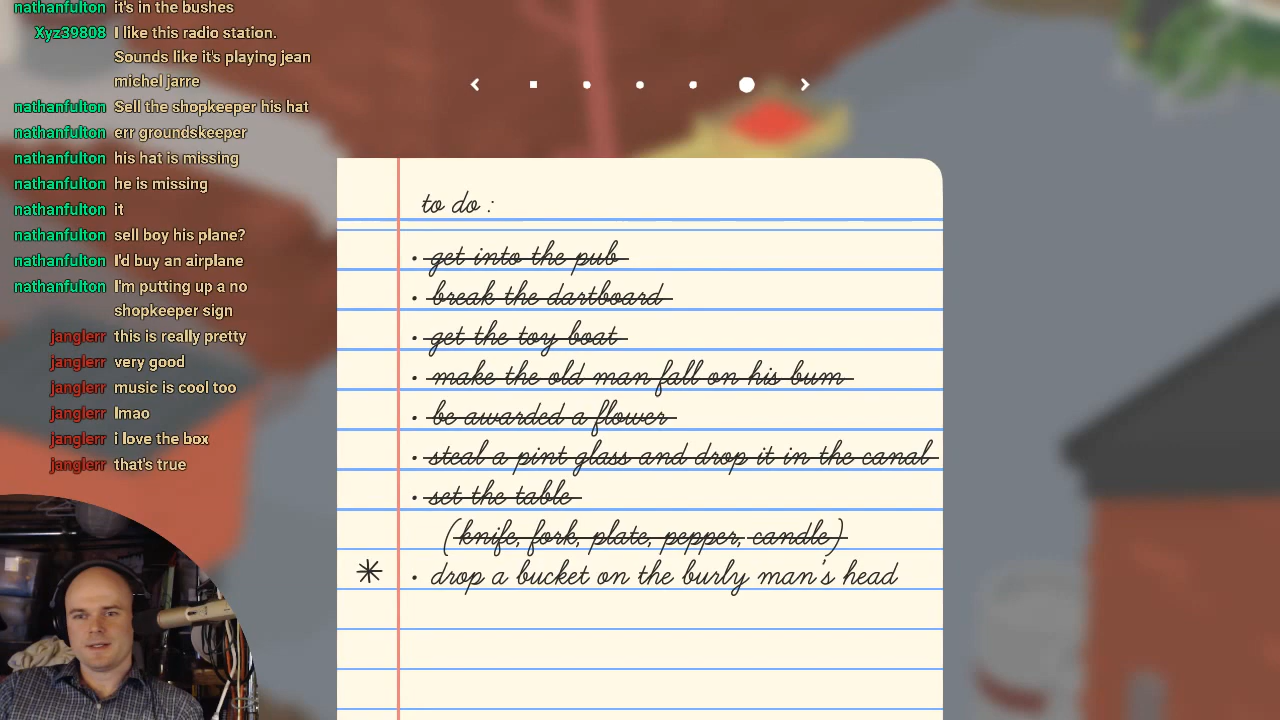 nathanfulton it's in the bushes
Xyz39808 I like this radio station.
Sounds like it's playing jean
michel jarre
nathanfulton Sell the shopkeeper his hat
nathanfulton err groundskeeper
nathanfulton his hat is missing
nathanfulton he is missing
nathanfulton it
nathanfulton sell boy his plane?
nathanfulton I'd buy an airplane
nathanfulton I'm putting up a no
shopkeeper sign
janglerr this is really pretty
janglerr very good
janglerr music is cool too
janglerr lmao
janglerr i love the box
janglerr that's true
to do :
• get into the pub
• break the dartboard
• get the toy boat
• make the old man fall on his bum
• be awarded a flower
• steal a pint glass and drop it in the canal
• set the table
(knife, fork, plate, pepper, candle)
• drop a bucket on the burly man's head